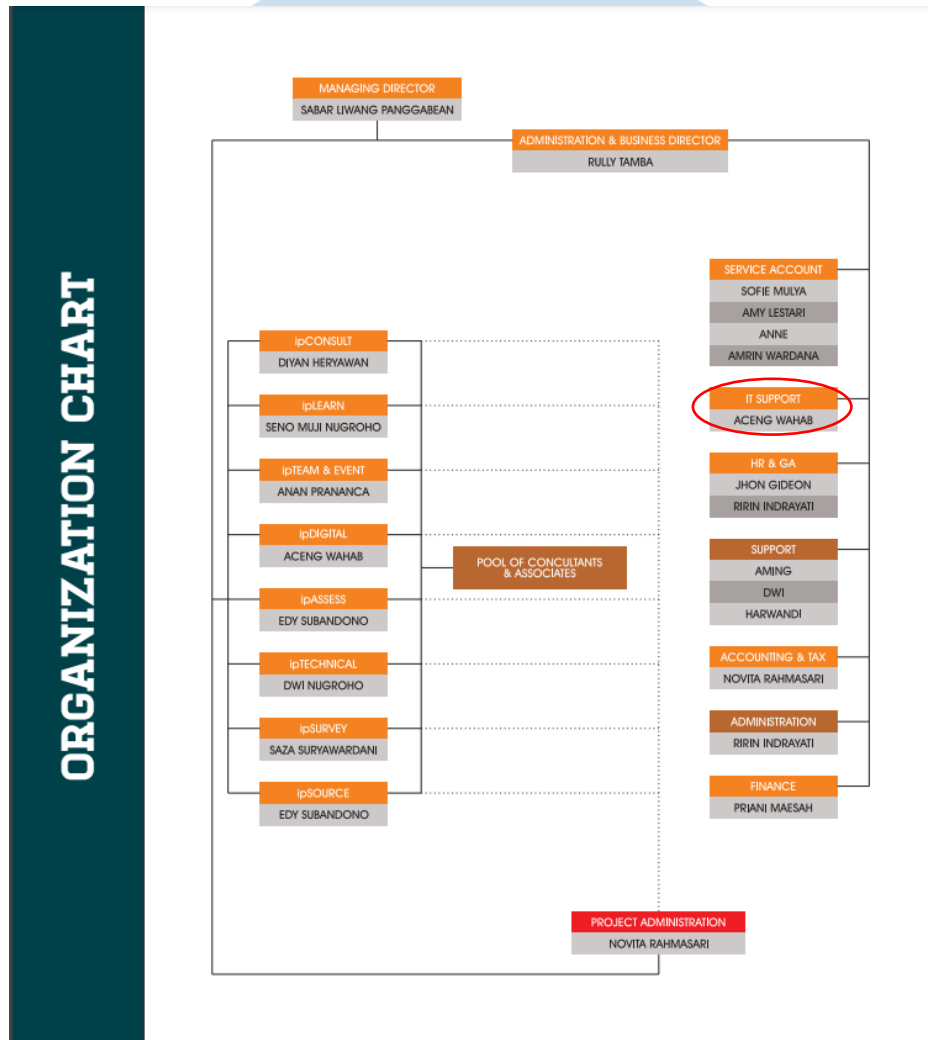 ORGANIZATION CHART
MANAGING DIRECTOR
SABAR LIWANG PANGGABEAN
ADMINISTRATION & BUSINESS DIRECTOR
RULLY TAMBA
ipCONSULT
DIYAN HERYAWAN
ipLEARN
SENO MUJI NUGROHO
ipTEAM & EVENT
ANAN PRANANCA
ipDIGITAL
ACENG WAHAB
ipASSESS
EDY SUBANDONO
ipTECHNICAL
DWI NUGROHO
ipSURVEY
SAZA SURYAWARDANI
ipSOURCE
EDY SUBANDONO
POOL OF CONCULTANTS
& ASSOCIATES
SERVICE ACCOUNT
SOFIE MULYA
AMY LESTARI
ANNE
AMRIN WARDANA
IT SUPPORT
ACENG WAHAB
HR & GA
JHON GIDEON
RIRIN INDRAYATI
SUPPORT
AMING
DWI
HARWANDI
ACCOUNTING & TAX
NOVITA RAHMASARI
ADMINISTRATION
RIRIN INDRAYATI
FINANCE
PRIANI MAESAH
PROJECT ADMINISTRATION
NOVITA RAHMASARI